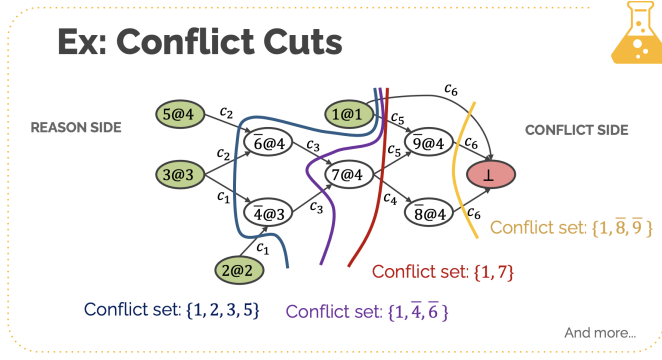 Ex: Conflict Cuts
REASON SIDE
CONFLICT SIDE
5@4
c₂
1@1
c₆
c₅
6̅@4
9̅@4
c₂
c₃
c₅
c₆
3@3
7@4
⊥
c₁
c₃
c₄
4̅@3
8̅@4
c₆
c₁
2@2
Conflict set: {1, 8̅, 9̅ }
Conflict set: {1, 7}
Conflict set: {1, 2, 3, 5}
Conflict set: {1, 4̅, 6̅ }
And more...